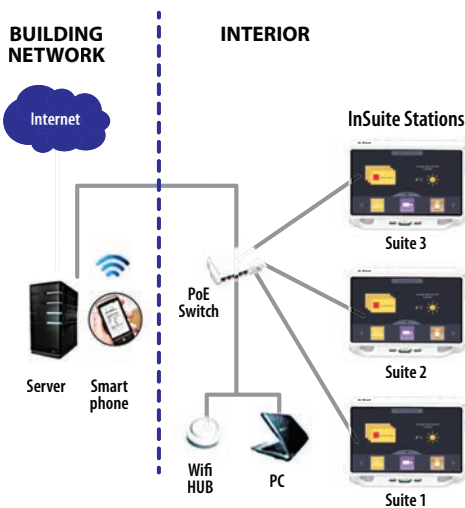 BUILDING
NETWORK
INTERIOR
Internet
InSuite Stations
Suite 3
PoE
Switch
Suite 2
Server
Smart
phone
Wifi
HUB
PC
Suite 1